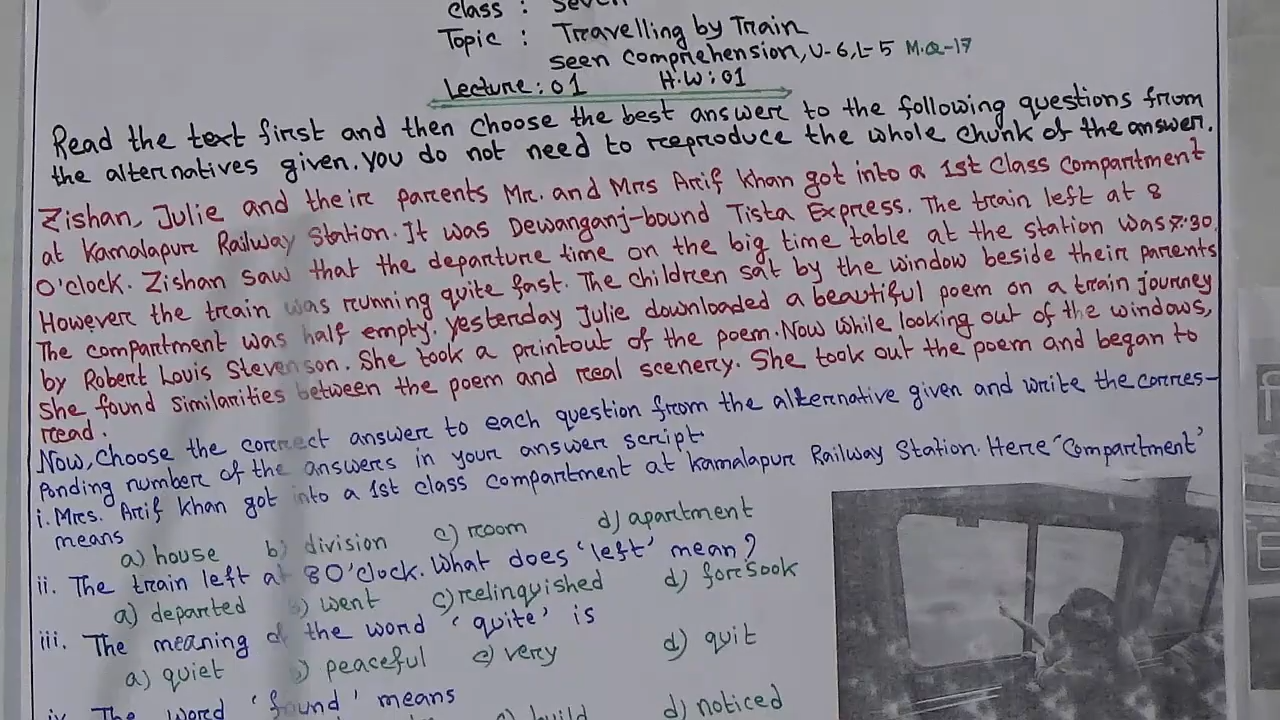 Class : Seven
Topic : Travelling by Train
seen comprehension, U-6, L-5 M.Q-17
Lecture : 01 H.W : 01
Read the text first and then choose the best answer to the following questions from
the alternatives given. You do not need to reproduce the whole chunk of the answer.
Zishan, Julie and their parents Mr. and Mrs Arif Khan got into a 1st class compartment
at Kamalapur Railway Station. It was Dewanganj-bound Tista Express. The train left at 8
O'clock. Zishan saw that the departure time on the big time table at the station was 7:30.
However the train was running quite fast. The children sat by the window beside their parents
The compartment was half empty. Yesterday Julie downloaded a beautiful poem on a train journey
by Robert Louis Stevenson. She took a printout of the poem. Now while looking out of the windows,
She found similarities between the poem and real scenery. She took out the poem and began to
read.
Now, choose the correct answer to each question from the alternative given and write the corres-
ponding number of the answers in your answer script.
i. Mrs. Arif Khan got into a 1st class compartment at Kamalapur Railway Station. Here 'Compartment'
means
a) house b) division c) room d) apartment
ii. The train left at 8 O'clock. What does 'left' mean?
a) departed b) went c) relinquished d) foresook
iii. The meaning of the word 'quite' is
a) quiet b) peaceful c) very d) quit
iv. The word 'found' means
c) build d) noticed